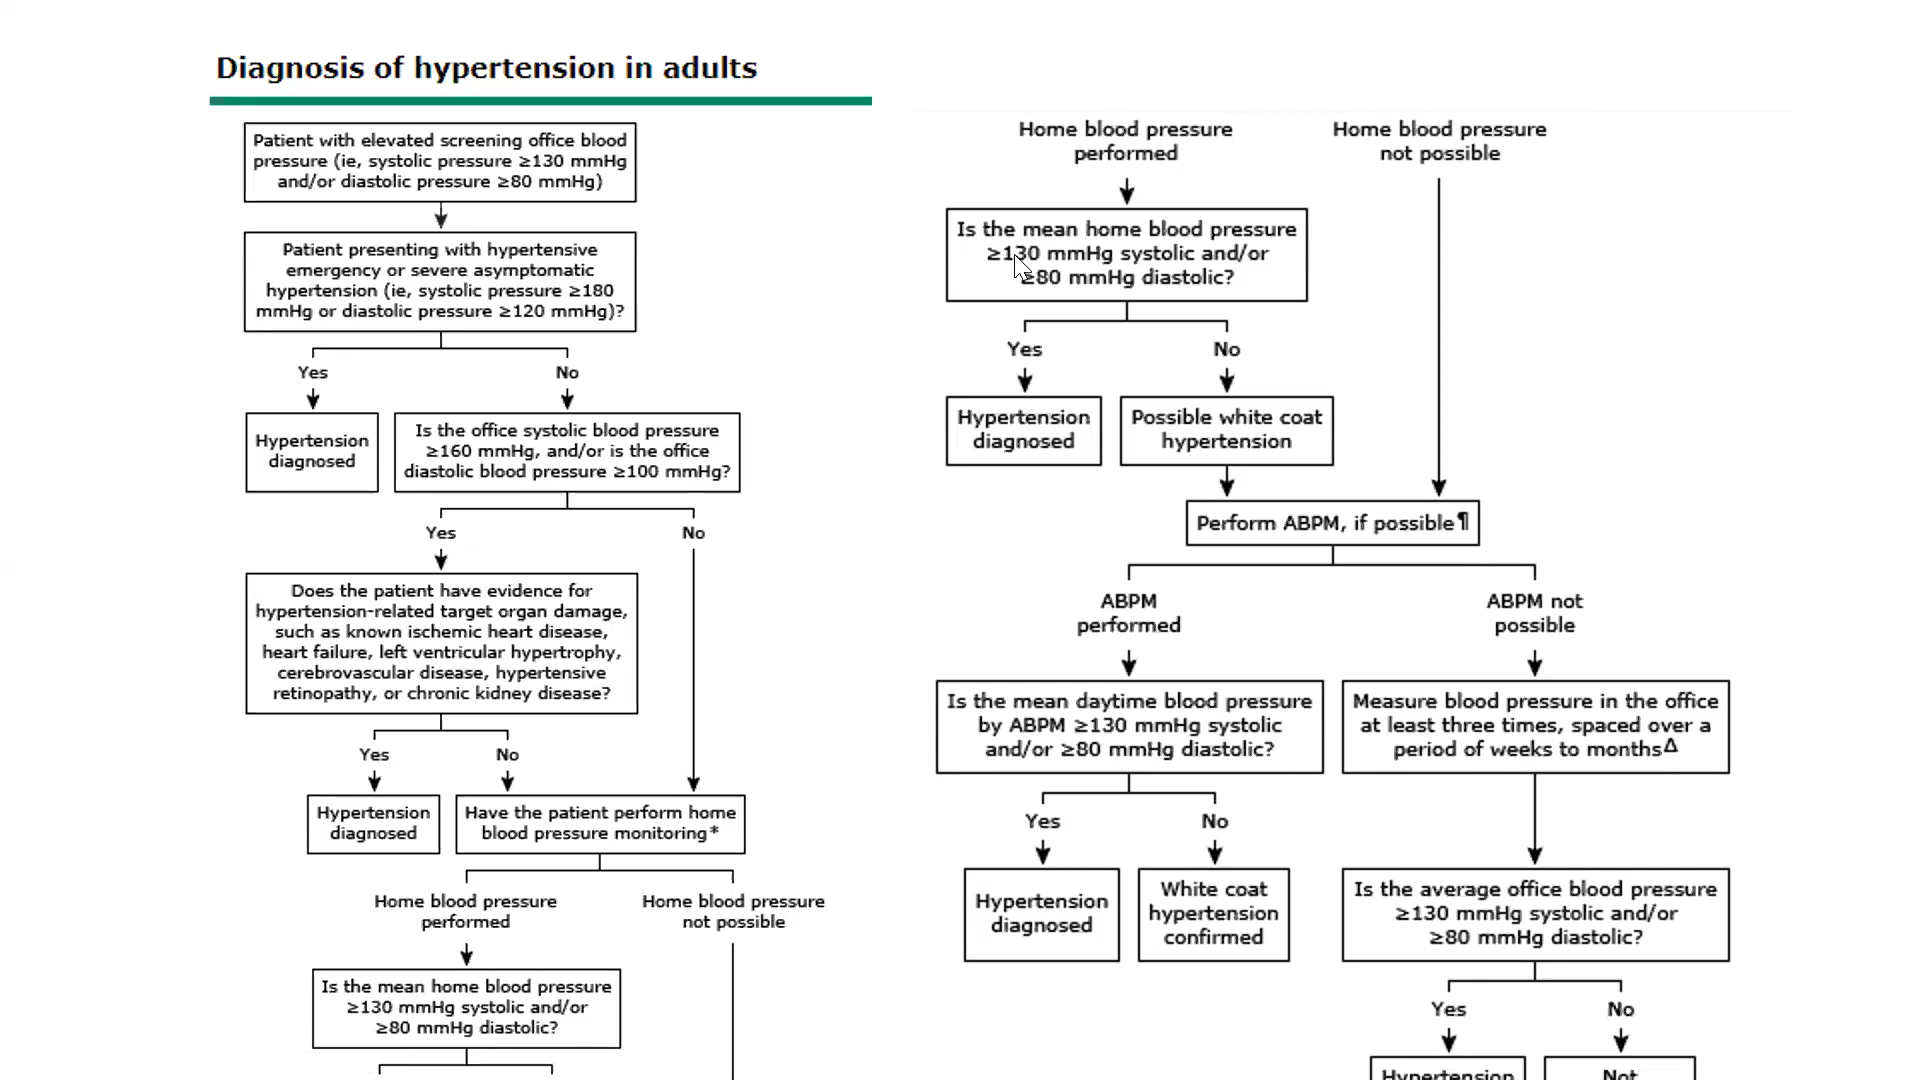 Diagnosis of hypertension in adults
Patient with elevated screening office blood
pressure (ie, systolic pressure ≥130 mmHg
and/or diastolic pressure ≥80 mmHg)
Patient presenting with hypertensive
emergency or severe asymptomatic
hypertension (ie, systolic pressure ≥180
mmHg or diastolic pressure ≥120 mmHg)?
Yes
No
Hypertension
diagnosed
Is the office systolic blood pressure
≥160 mmHg, and/or is the office
diastolic blood pressure ≥100 mmHg?
Yes
No
Does the patient have evidence for
hypertension-related target organ damage,
such as known ischemic heart disease,
heart failure, left ventricular hypertrophy,
cerebrovascular disease, hypertensive
retinopathy, or chronic kidney disease?
Yes
No
Hypertension
diagnosed
Have the patient perform home
blood pressure monitoring*
Home blood pressure
performed
Home blood pressure
not possible
Is the mean home blood pressure
≥130 mmHg systolic and/or
≥80 mmHg diastolic?
Home blood pressure
performed
Home blood pressure
not possible
Is the mean home blood pressure
≥130 mmHg systolic and/or
≥80 mmHg diastolic?
Yes
No
Hypertension
diagnosed
Possible white coat
hypertension
Perform ABPM, if possible¶
ABPM
performed
ABPM not
possible
Is the mean daytime blood pressure
by ABPM ≥130 mmHg systolic
and/or ≥80 mmHg diastolic?
Measure blood pressure in the office
at least three times, spaced over a
period of weeks to monthsΔ
Yes
No
Hypertension
diagnosed
White coat
hypertension
confirmed
Is the average office blood pressure
≥130 mmHg systolic and/or
≥80 mmHg diastolic?
Yes
No
Hypertension
Not